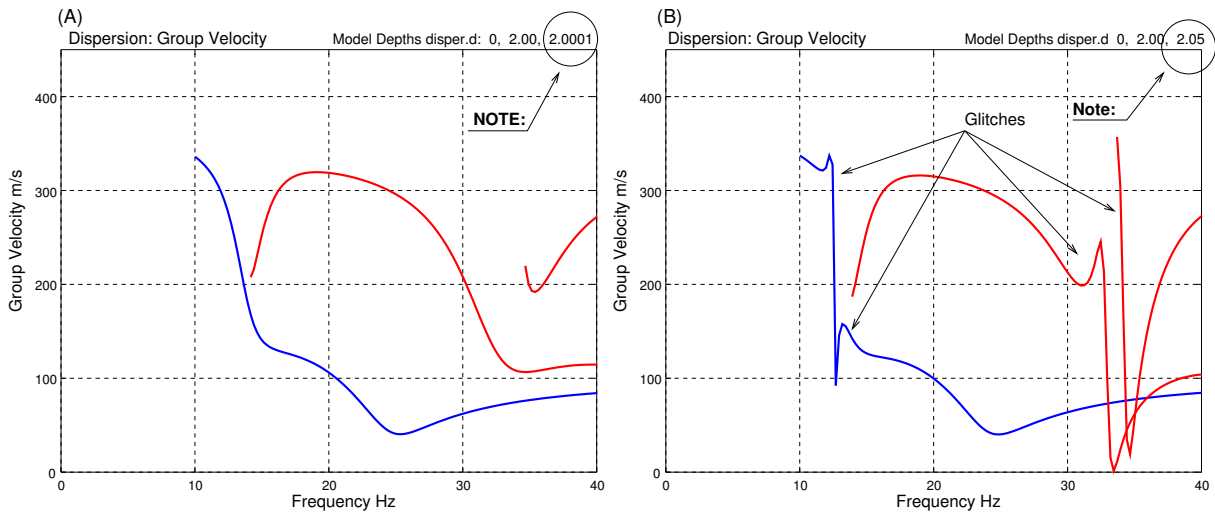 (A)
Dispersion: Group Velocity
Model Depths disper.d: 0, 2.00, 2.0001
NOTE:
400
300
200
100
0
0
10
20
30
40
Group Velocity m/s
Frequency Hz
(B)
Dispersion: Group Velocity
Model Depths disper.d 0, 2.00, 2.05
Note:
Glitches
400
300
200
100
0
0
10
20
30
40
Group Velocity m/s
Frequency Hz